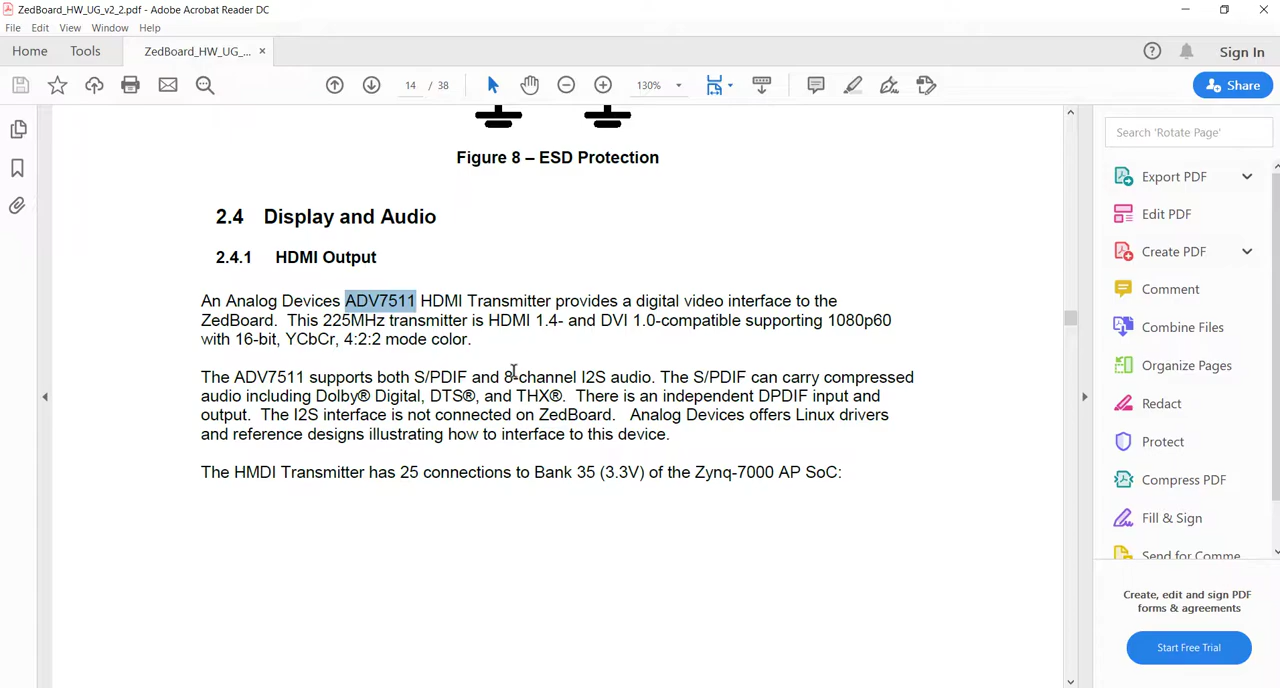 ZedBoard_HW_UG_v2_2.pdf - Adobe Acrobat Reader DC
File Edit View Window Help
Home Tools ZedBoard_HW_UG_... × Sign In
14 / 38 130% Share
Figure 8 – ESD Protection
2.4 Display and Audio
2.4.1 HDMI Output
An Analog Devices ADV7511 HDMI Transmitter provides a digital video interface to the
ZedBoard. This 225MHz transmitter is HDMI 1.4- and DVI 1.0-compatible supporting 1080p60
with 16-bit, YCbCr, 4:2:2 mode color.
The ADV7511 supports both S/PDIF and 8-channel I2S audio. The S/PDIF can carry compressed
audio including Dolby® Digital, DTS®, and THX®. There is an independent DPDIF input and
output. The I2S interface is not connected on ZedBoard. Analog Devices offers Linux drivers
and reference designs illustrating how to interface to this device.
The HMDI Transmitter has 25 connections to Bank 35 (3.3V) of the Zynq-7000 AP SoC:
Search 'Rotate Page'
Export PDF
Edit PDF
Create PDF
Comment
Combine Files
Organize Pages
Redact
Protect
Compress PDF
Fill & Sign
Send for Comme
Create, edit and sign PDF
forms & agreements
Start Free Trial